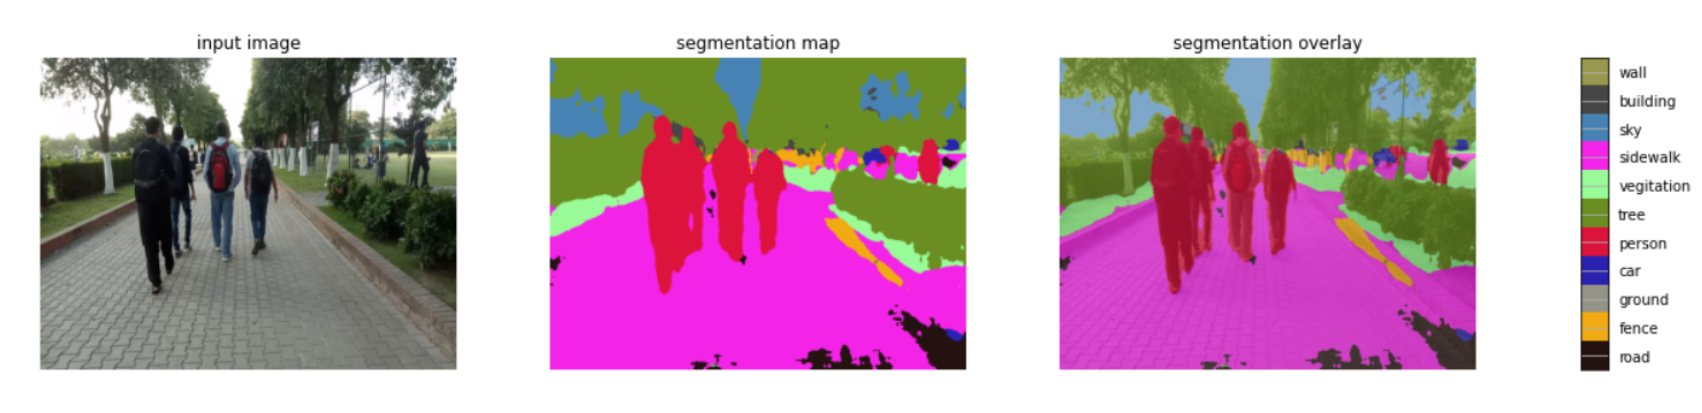 input image
segmentation map
segmentation overlay
wall
building
sky
sidewalk
vegitation
tree
person
car
ground
fence
road